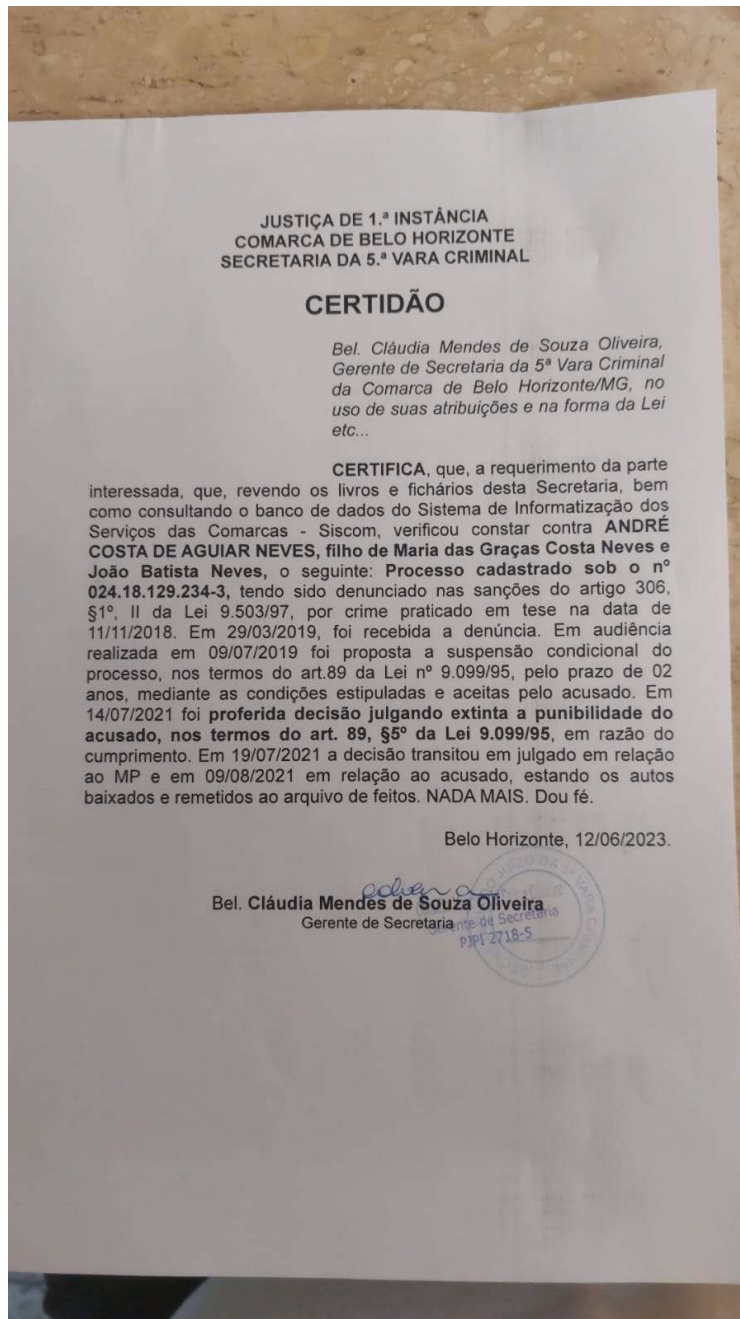 JUSTIÇA DE 1.ª INSTÂNCIA
COMARCA DE BELO HORIZONTE
SECRETARIA DA 5.ª VARA CRIMINAL
CERTIDÃO
Bel. Cláudia Mendes de Souza Oliveira,
Gerente de Secretaria da 5ª Vara Criminal
da Comarca de Belo Horizonte/MG, no
uso de suas atribuições e na forma da Lei
etc...
CERTIFICA, que, a requerimento da parte
interessada, que, revendo os livros e fichários desta Secretaria, bem
como consultando o banco de dados do Sistema de Informatização dos
Serviços das Comarcas - Siscom, verificou constar contra ANDRÉ
COSTA DE AGUIAR NEVES, filho de Maria das Graças Costa Neves e
João Batista Neves, o seguinte: Processo cadastrado sob o nº
024.18.129.234-3, tendo sido denunciado nas sanções do artigo 306,
§1º, II da Lei 9.503/97, por crime praticado em tese na data de
11/11/2018. Em 29/03/2019, foi recebida a denúncia. Em audiência
realizada em 09/07/2019 foi proposta a suspensão condicional do
processo, nos termos do art.89 da Lei nº 9.099/95, pelo prazo de 02
anos, mediante as condições estipuladas e aceitas pelo acusado. Em
14/07/2021 foi proferida decisão julgando extinta a punibilidade do
acusado, nos termos do art. 89, §5º da Lei 9.099/95, em razão do
cumprimento. Em 19/07/2021 a decisão transitou em julgado em relação
ao MP e em 09/08/2021 em relação ao acusado, estando os autos
baixados e remetidos ao arquivo de feitos. NADA MAIS. Dou fé.
Belo Horizonte, 12/06/2023.
Bel. Cláudia Mendes de Souza Oliveira
Gerente de Secretaria
Gerente de Secretaria
PJPI 2718-5